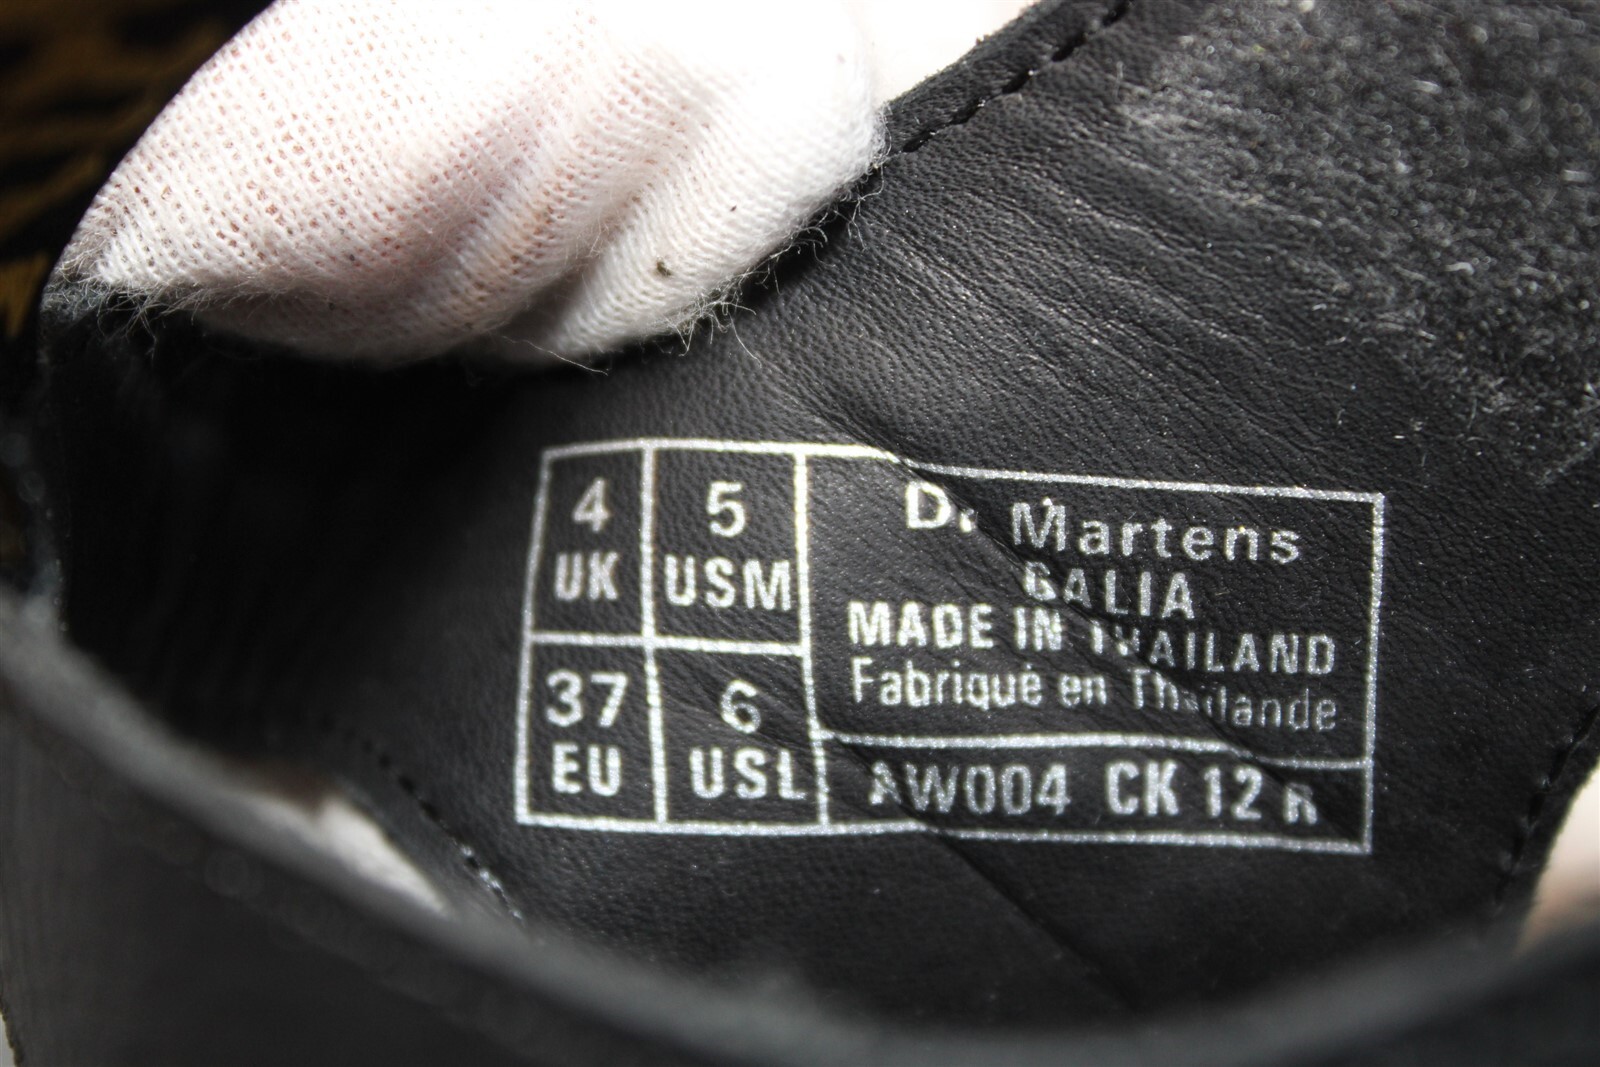 4 UK
5 USM
37 EU
6 USL
Dr Martens
GALIA
MADE IN THAILAND
Fabriqué en Thaïlande
AW004 CK 12 R